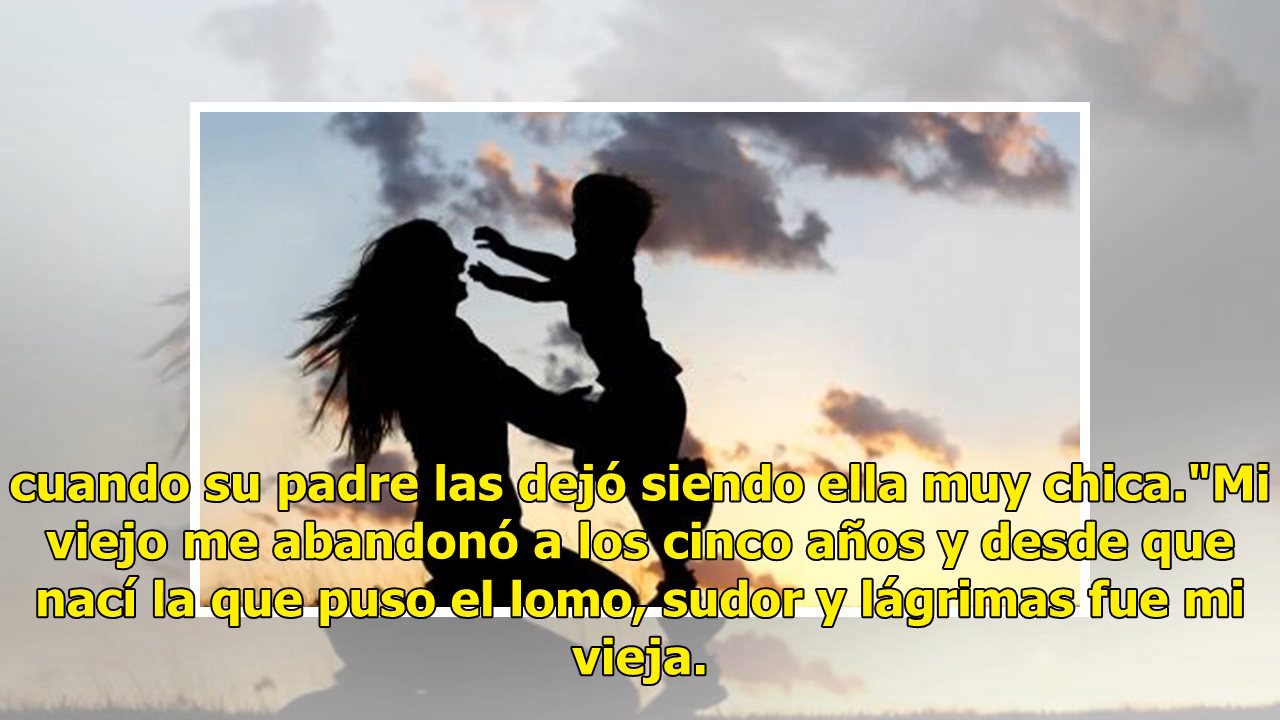 cuando su padre las dejó siendo ella muy chica."Mi
viejo me abandonó a los cinco años y desde que
nací la que puso el lomo, sudor y lágrimas fue mi
vieja.